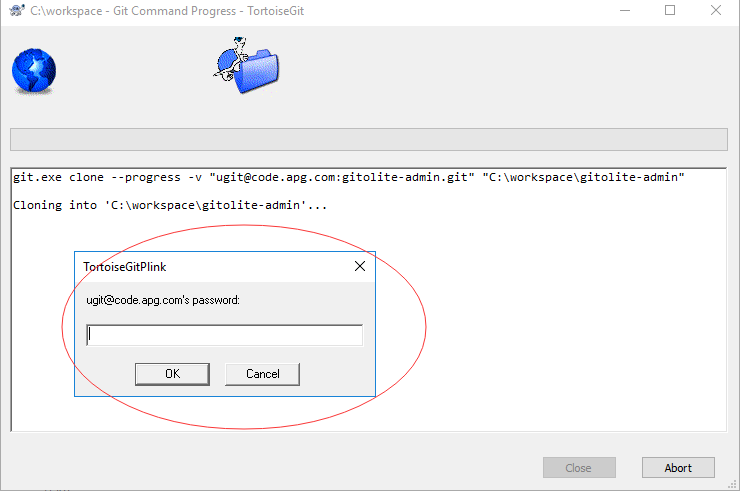 C:\workspace - Git Command Progress - TortoiseGit
git.exe clone --progress -v "ugit@code.apg.com:gitolite-admin.git" "C:\workspace\gitolite-admin"
Cloning into 'C:\workspace\gitolite-admin'...
TortoiseGitPlink
ugit@code.apg.com's password:
OK Cancel
Close Abort